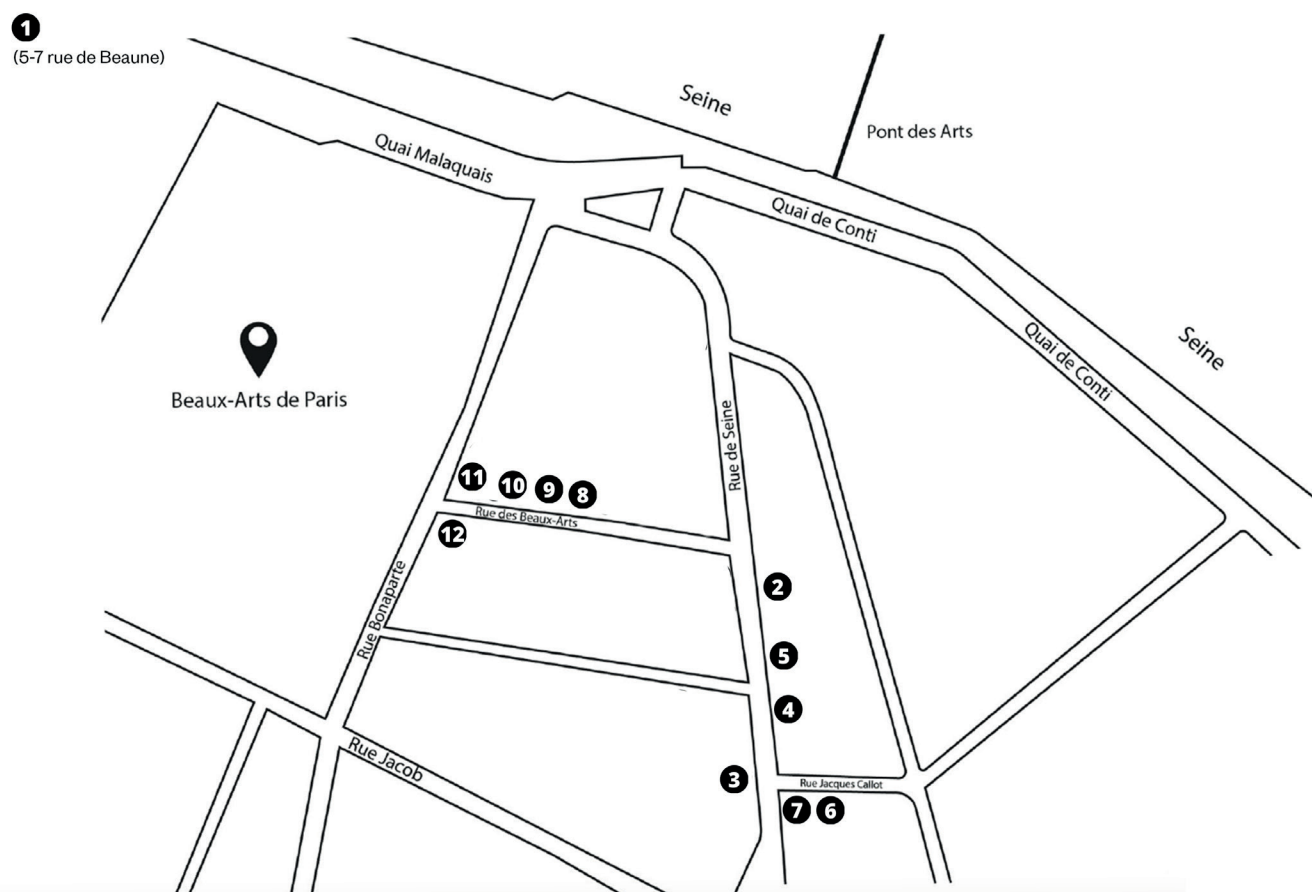 1
(5-7 rue de Beaune)
Seine
Pont des Arts
Quai Malaquais
Quai de Conti
Seine
Quai de Conti
Beaux-Arts de Paris
Rue de Seine
11 10 9 8
Rue des Beaux-Arts
12
2
Rue Bonaparte
5
4
Rue Jacob
3
Rue Jacques Callot
7 6